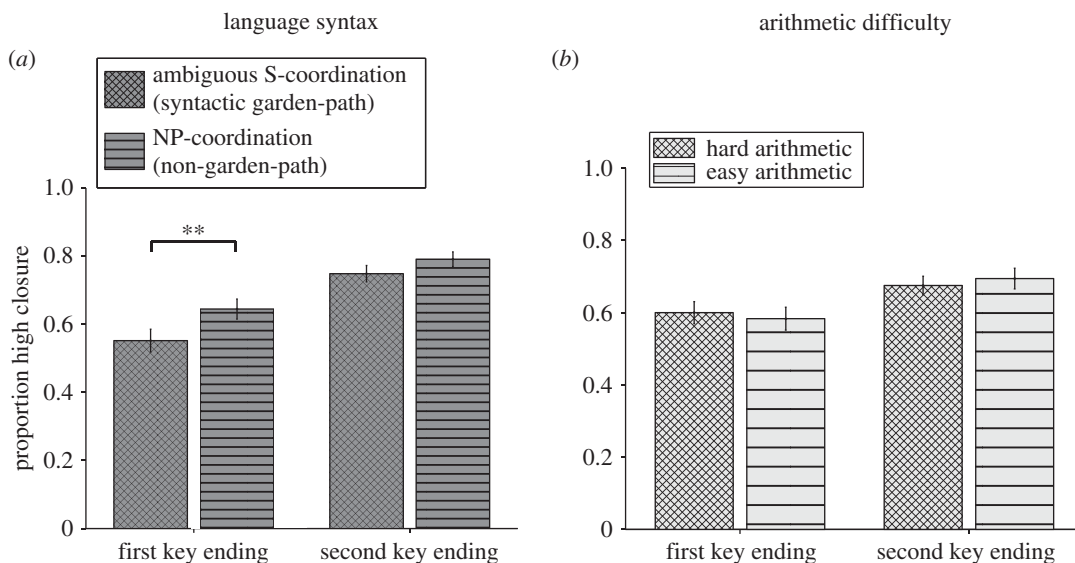 language syntax
(a)
ambiguous S-coordination
(syntactic garden-path)
NP-coordination
(non-garden-path)
1.0
**
0.8
0.6
0.4
0.2
0
proportion high closure
first key ending
second key ending
arithmetic difficulty
(b)
hard arithmetic
easy arithmetic
1.0
0.8
0.6
0.4
0.2
0
first key ending
second key ending